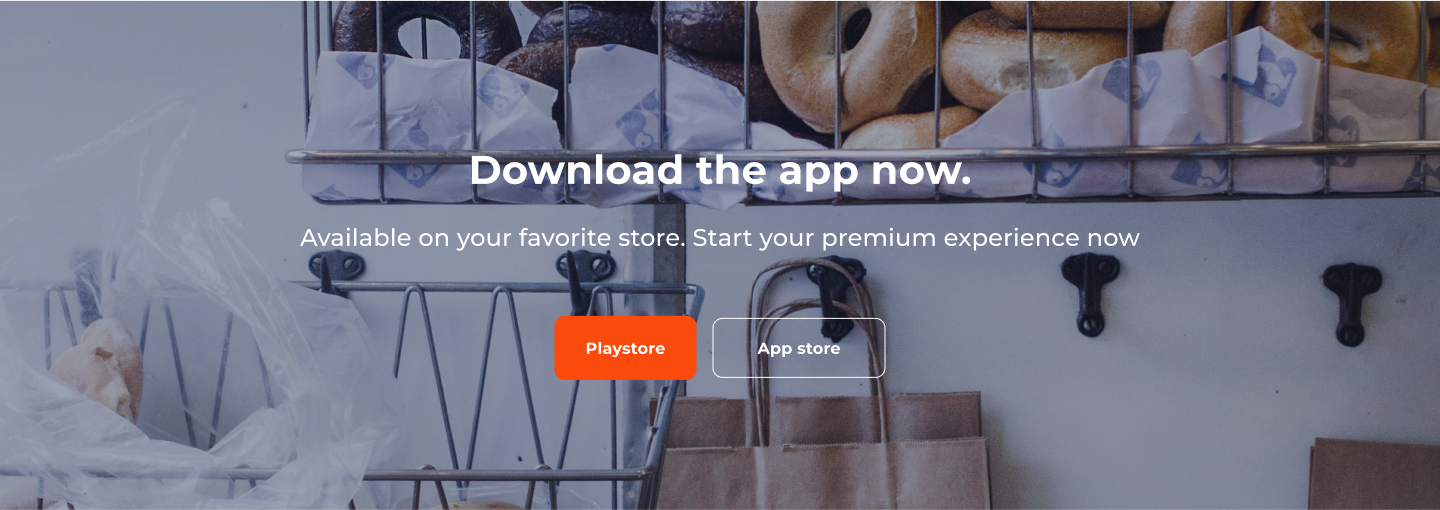 Download the app now.
Available on your favorite store. Start your premium experience now
Playstore
App store